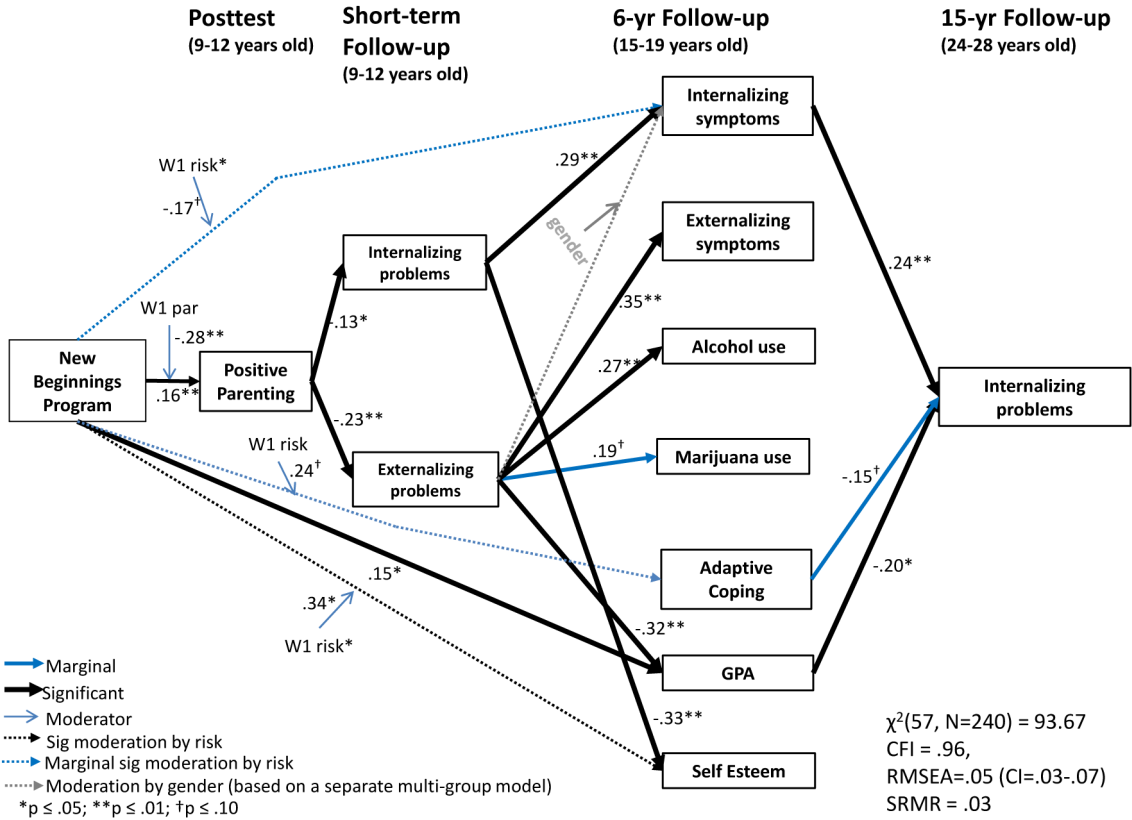 Posttest
(9-12 years old)
Short-term
Follow-up
(9-12 years old)
6-yr Follow-up
(15-19 years old)
15-yr Follow-up
(24-28 years old)
Internalizing
symptoms
W1 risk*
-.17†
.29**
gender
Externalizing
symptoms
Internalizing
problems
.24**
W1 par
-.28**
.16**
-.13*
.35**
New
Beginnings
Program
Positive
Parenting
Alcohol use
.27**
Internalizing
problems
-.23**
W1 risk
.24†
Externalizing
problems
.19†
Marijuana use
-.15†
Adaptive
Coping
.15*
-.20*
.34*
W1 risk*
-.32**
GPA
-.33**
Self Esteem
Marginal
Significant
Moderator
Sig moderation by risk
Marginal sig moderation by risk
Moderation by gender (based on a separate multi-group model)
*p ≤ .05; **p ≤ .01; †p ≤ .10
χ²(57, N=240) = 93.67
CFI = .96,
RMSEA=.05 (CI=.03-.07)
SRMR = .03